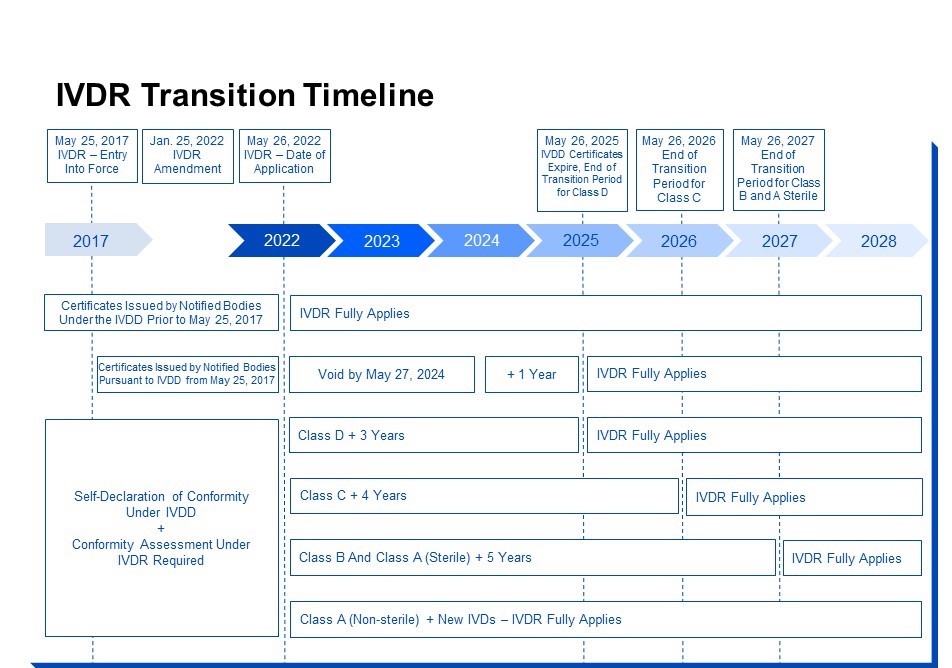 IVDR Transition Timeline
May 25, 2017
IVDR – Entry
Into Force
Jan. 25, 2022
IVDR
Amendment
May 26, 2022
IVDR – Date of
Application
May 26, 2025
IVDD Certificates
Expire, End of
Transition Period
for Class D
May 26, 2026
End of
Transition
Period for
Class C
May 26, 2027
End of
Transition
Period for Class
B and A Sterile
2017
2022
2023
2024
2025
2026
2027
2028
Certificates Issued by Notified Bodies
Under the IVDD Prior to May 25, 2017
IVDR Fully Applies
Certificates Issued by Notified Bodies
Pursuant to IVDD from May 25, 2017
Void by May 27, 2024
+ 1 Year
IVDR Fully Applies
Self-Declaration of Conformity
Under IVDD
+
Conformity Assessment Under
IVDR Required
Class D + 3 Years
IVDR Fully Applies
Class C + 4 Years
IVDR Fully Applies
Class B And Class A (Sterile) + 5 Years
IVDR Fully Applies
Class A (Non-sterile) + New IVDs – IVDR Fully Applies